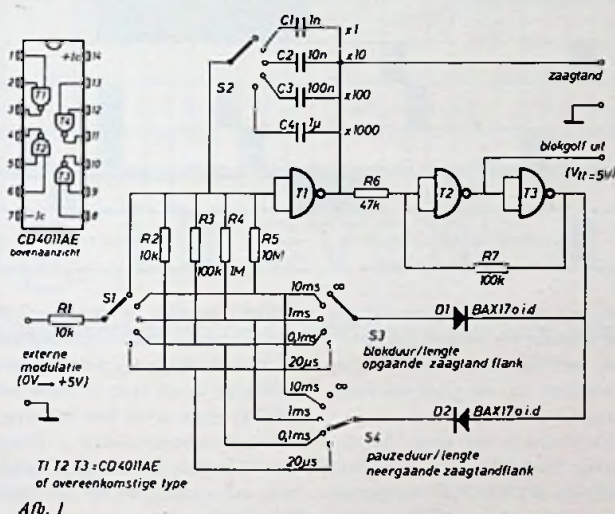 C1 1n
x1
C2 10n
x10
C3 100n
x100
C4 1µ
x1000
S2
zaagtand
blokgolf uit
(Vtt=5V)
1 +Ic 14
2 T1 13
3 T4 12
4 11
5 T2 10
6 T3 9
7 -Ic 8
CD4011AE
bovenaanzicht
T1
R6
47k
T2
T3
R2
10k
R3
100k
R4
1M
R5
10M
R7
100k
R1
10k
S1
externe
modulatie
(0V → +5V)
10ms
∞
1ms
0,1ms
20µs
S3
D1 BAX17 o.i.d
blokduur/lengte
opgaande zaagtand flank
10ms
∞
1ms
0,1ms
20µs
S4
D2 BAX17 o.i.d
pauzeduur/lengte
neergaande zaagtandflank
T1 T2 T3 = CD4011AE
of overeenkomstige type
Afb. 1